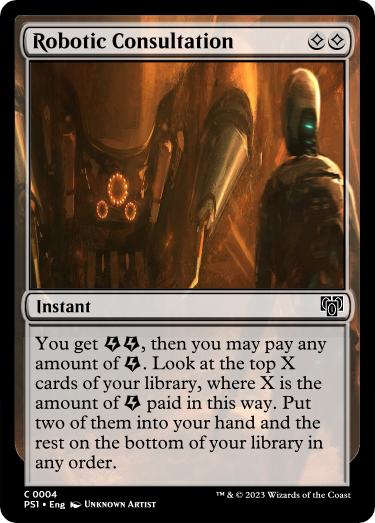 Robotic Consultation
Instant
You get, then you may pay any
amount of. Look at the top X
cards of your library, where X is the
amount of paid in this way. Put
two of them into your hand and the
rest on the bottom of your library in
any order.
C 0004
PS1 • Eng Unknown Artist
™ & © 2023 Wizards of the Coast